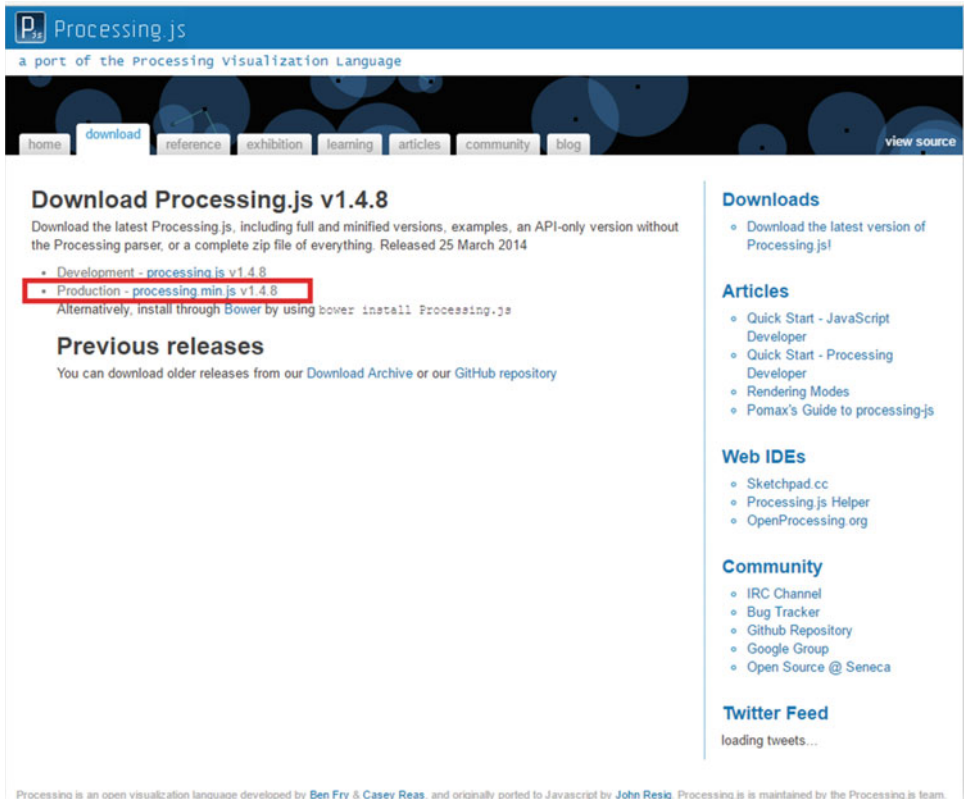 Pjs Processing.js
a port of the Processing Visualization Language
home download reference exhibition learning articles community blog view source
Download Processing.js v1.4.8
Download the latest Processing.js, including full and minified versions, examples, an API-only version without
the Processing parser, or a complete zip file of everything. Released 25 March 2014
• Development - processing.js v1.4.8
• Production - processing.min.js v1.4.8
Alternatively, install through Bower by using bower install Processing.js
Previous releases
You can download older releases from our Download Archive or our GitHub repository
Downloads
Download the latest version of
Processing.js!
Articles
Quick Start - JavaScript
Developer
Quick Start - Processing
Developer
Rendering Modes
Pomax's Guide to processing-js
Web IDEs
Sketchpad.cc
Processing.js Helper
OpenProcessing.org
Community
IRC Channel
Bug Tracker
Github Repository
Google Group
Open Source @ Seneca
Twitter Feed
loading tweets...
Processing is an open visualization language developed by Ben Fry & Casey Reas, and originally ported to Javascript by John Resig. Processing.js is maintained by the Processing.js team.